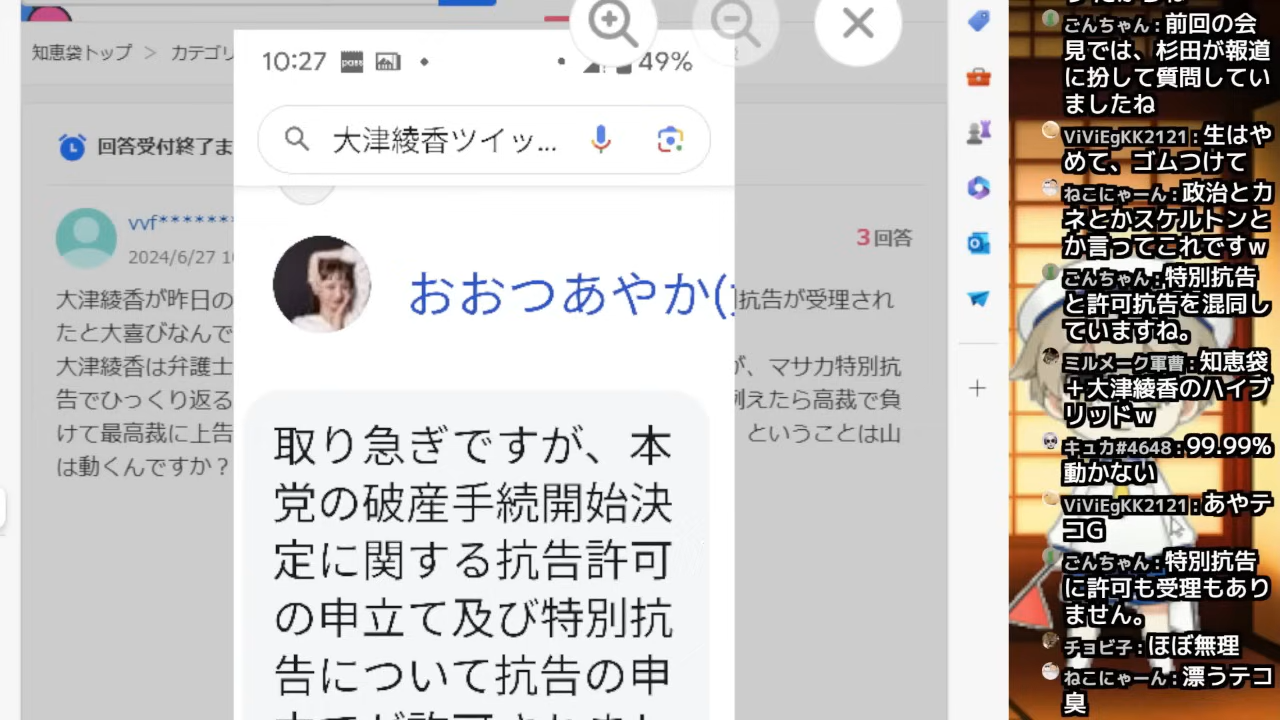 知恵袋トップ > カテゴリ
10:27
pass
49%
大津綾香ツイッ...
回答受付終了ま
vvf*******
2024/6/27 1
3回答
おおつあやか(
大津綾香が昨日の
抗告が受理され
たと大喜びなんで
大津綾香は弁護士
が、マサカ特別抗
告でひっくり返る
例えたら高裁で負
けて最高裁に上告
ということは山
は動くんですか？
取り急ぎですが、本
党の破産手続開始決
定に関する抗告許可
の申立て及び特別抗
告について抗告の申
ごんちゃん : 前回の会
見では、杉田が報道
に扮して質問してい
ましたね
ViViEgKK2121 : 生はや
めて、ゴムつけて
ねこにゃーん : 政治とカ
ネとかスケルトンと
か言ってこれですw
ごんちゃん : 特別抗告
と許可抗告を混同し
ていますね。
ミルメーク軍曹 : 知恵袋
＋大津綾香のハイブ
リッドw
キュカ#4648 : 99.99%
動かない
ViViEgKK2121 : あやテ
コG
ごんちゃん : 特別抗告
に許可も受理もあり
ません。
チョビ子 : ほぼ無理
ねこにゃーん : 漂うテコ
臭